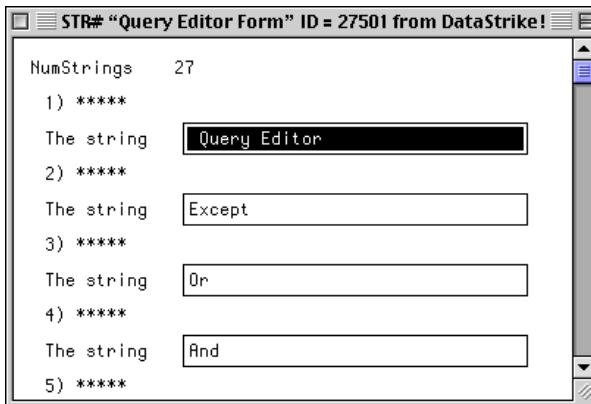 STR# “Query Editor Form” ID = 27501 from DataStrike!
NumStrings 27
1) *****
The string Query Editor
2) *****
The string Except
3) *****
The string Or
4) *****
The string And
5) *****